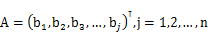 A = (b₁,b₂,b₃,…,bⱼ)ᵀ,j = 1,2,…,n